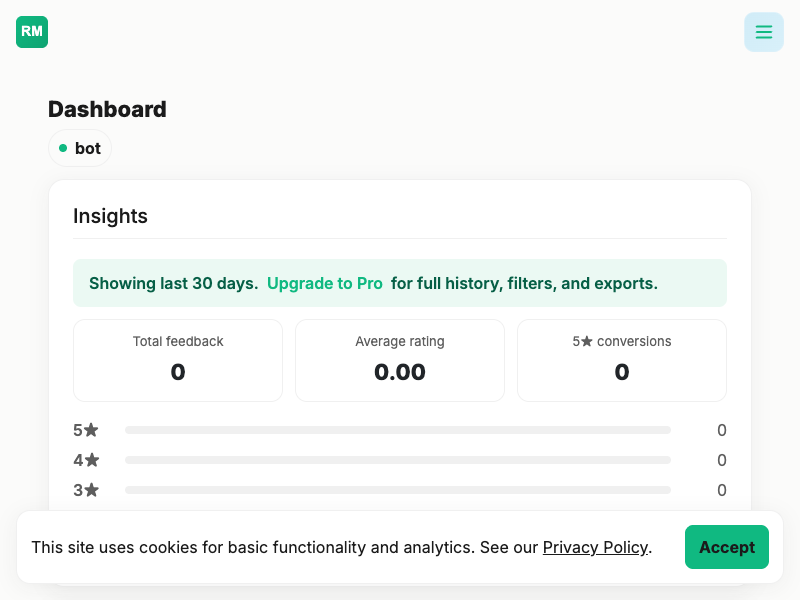 RM
Dashboard
bot
Insights
Showing last 30 days. Upgrade to Pro for full history, filters, and exports.
Total feedback
0
Average rating
0.00
5★ conversions
0
5★ 0
4★ 0
3★ 0
This site uses cookies for basic functionality and analytics. See our Privacy Policy.
Accept